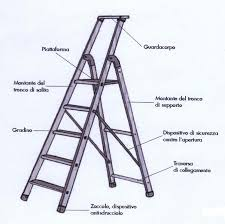 Piattaforma
Guardacorpo
Montante del
tronco di salita
Montante del tronco
di supporto
Gradino
Dispositivo di sicurezza
contro l'apertura
Traversa
di collegamento
Zoccolo, dispositivo
antisdrucciolo